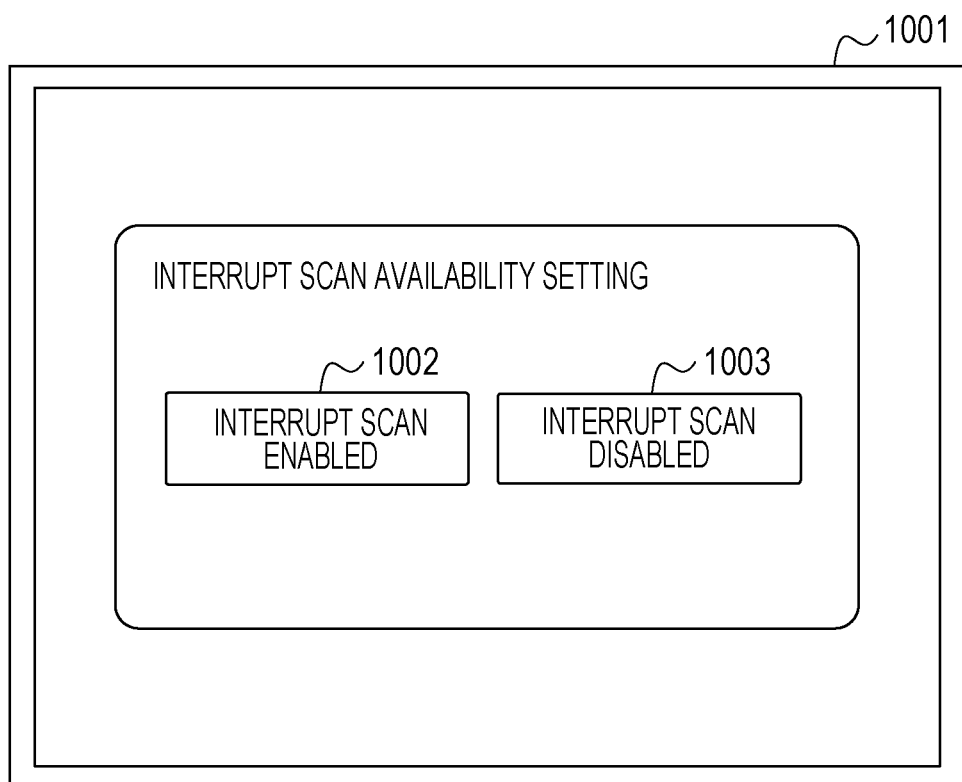 1001
INTERRUPT SCAN AVAILABILITY SETTING
1002
1003
INTERRUPT SCAN
ENABLED
INTERRUPT SCAN
DISABLED